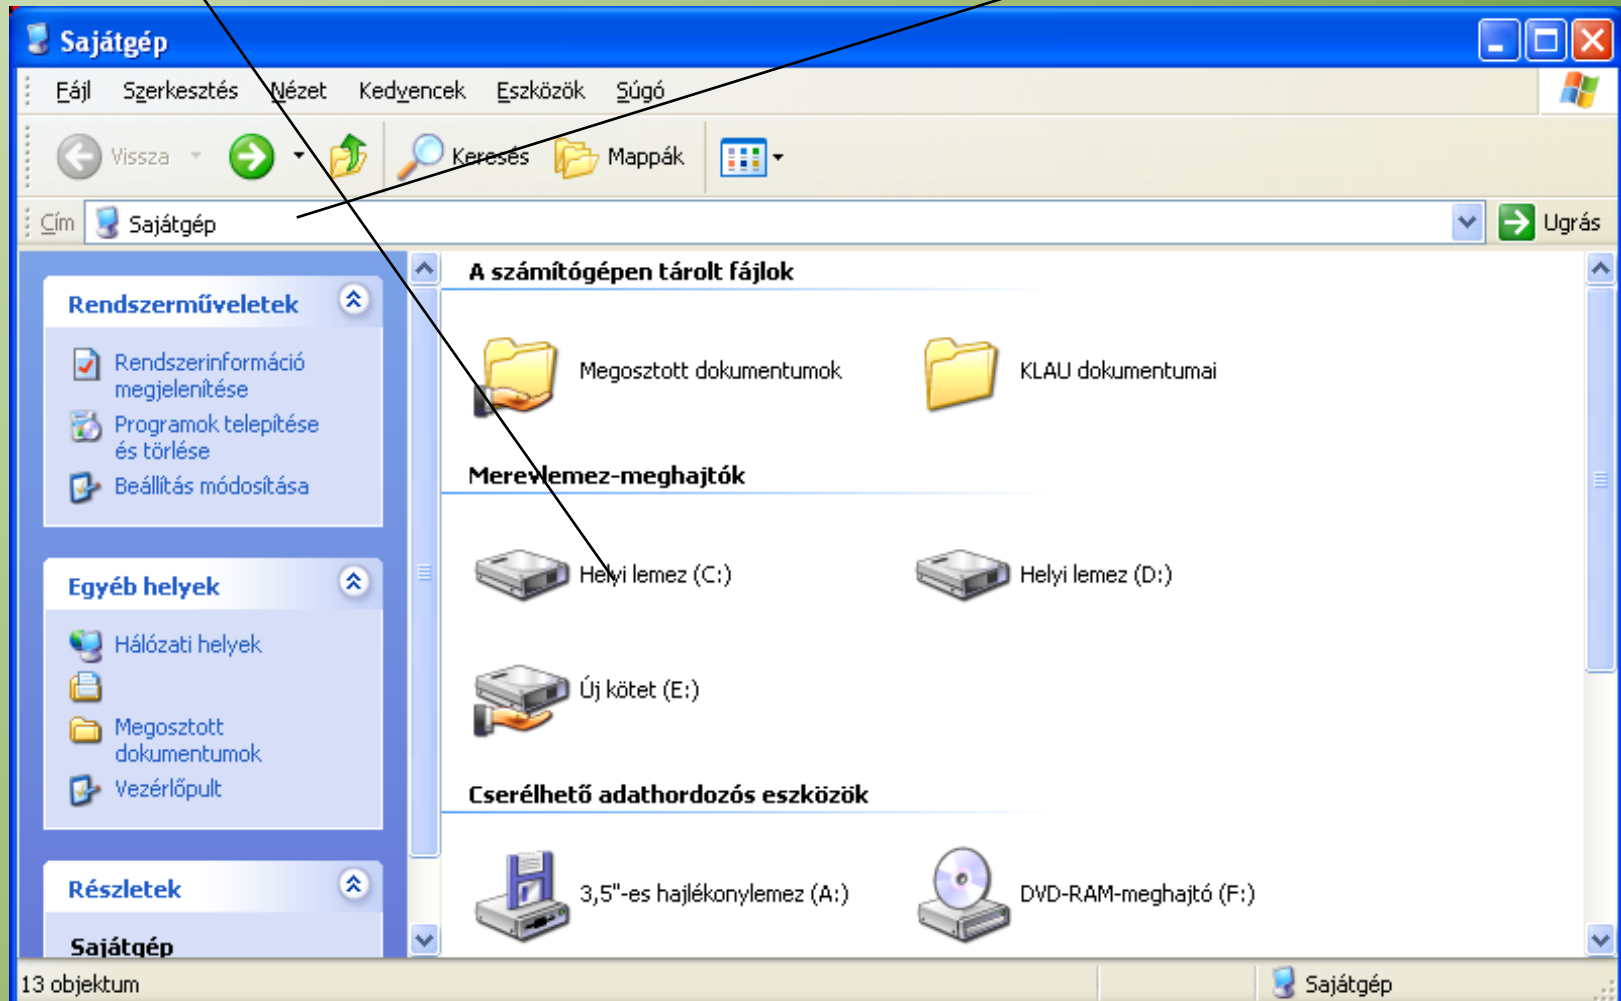 Sajátgép
Fájl Szerkesztés Nézet Kedvencek Eszközök Súgó
Vissza Keresés Mappák
Cím Sajátgép Ugrás
Rendszerműveletek
Rendszerinformáció
megjelenítése
Programok telepítése
és törlése
Beállítás módosítása
Egyéb helyek
Hálózati helyek
Megosztott
dokumentumok
Vezérlőpult
Részletek
Sajátgép
A számítógépen tárolt fájlok
Megosztott dokumentumok KLAU dokumentumai
Merevlemez-meghajtók
Helyi lemez (C:) Helyi lemez (D:)
Új kötet (E:)
Cserélhető adathordozós eszközök
3,5"-es hajlékonylemez (A:) DVD-RAM-meghajtó (F:)
13 objektum Sajátgép